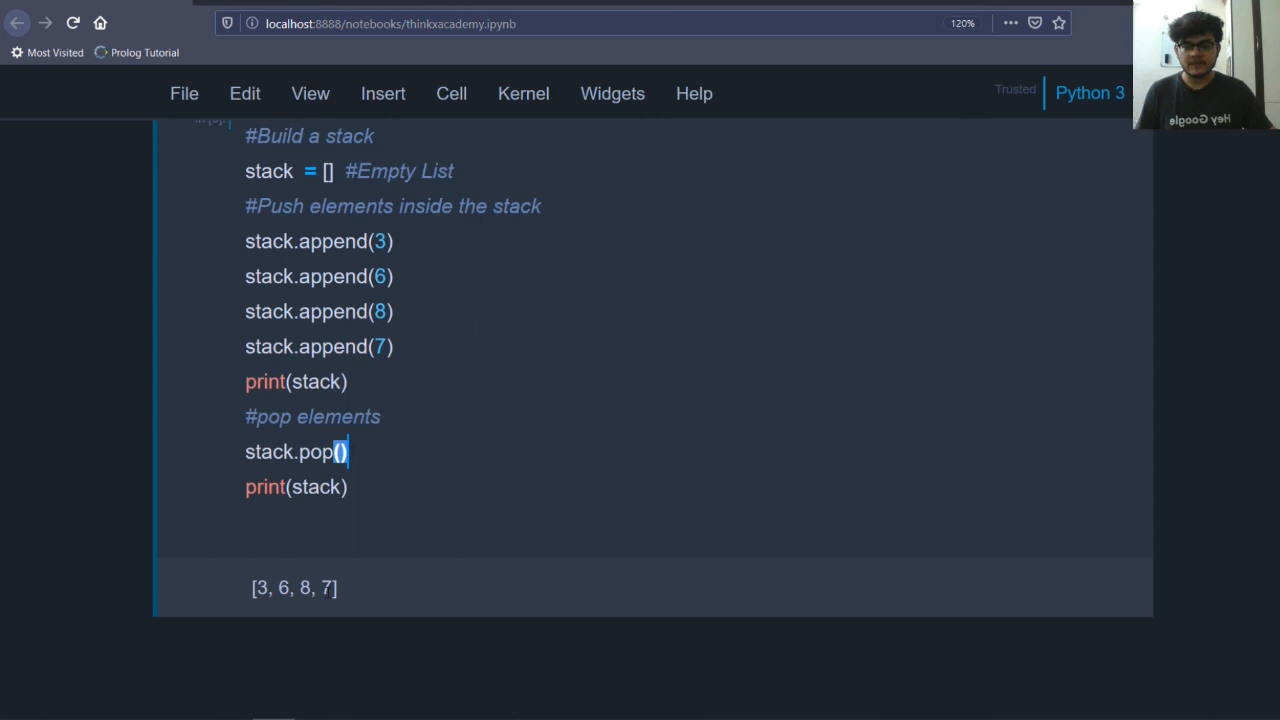 localhost:8888/notebooks/thinkxacademy.ipynb
120%
Most Visited
Prolog Tutorial
File
Edit
View
Insert
Cell
Kernel
Widgets
Help
Trusted
Python 3
Hey Google
#Build a stack
stack = [] #Empty List
#Push elements inside the stack
stack.append(3)
stack.append(6)
stack.append(8)
stack.append(7)
print(stack)
#pop elements
stack.pop()
print(stack)
[3, 6, 8, 7]